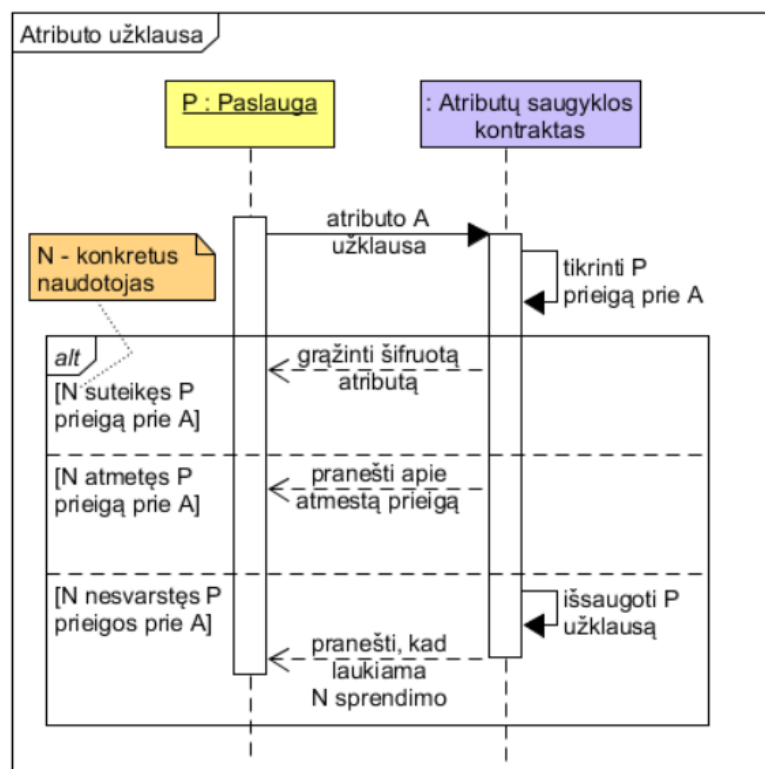 Atributo užklausa
P : Paslauga
: Atributų saugyklos
kontraktas
atributo A
užklausa
N - konkretus
naudotojas
tikrinti P
prieigą prie A
alt
grąžinti šifruotą
atributą
[N suteikęs P
prieigą prie A]
[N atmetęs P
prieigą prie A]
pranešti apie
atmestą prieigą
[N nesvarstęs P
prieigos prie A]
išsaugoti P
užklausą
pranešti, kad
laukiama
N sprendimo